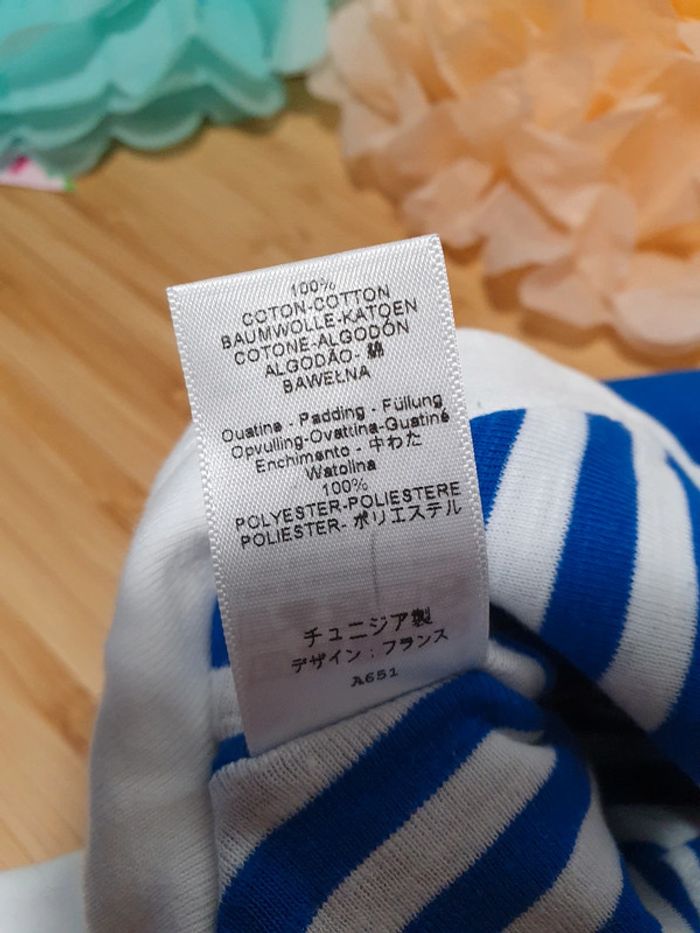 100%
COTON-COTTON
BAUMWOLLE-KATOEN
COTONE-ALGODÓN
ALGODÃO- 綿
BAWEŁNA
Ouatine - Padding - Füllung
Opvulling-Ovattina-Guatiné
Enchimento - 中わた
Watolina
100%
POLYESTER-POLIESTERE
POLIESTER- ポリエステル
チュニジア製
デザイン : フランス
A651